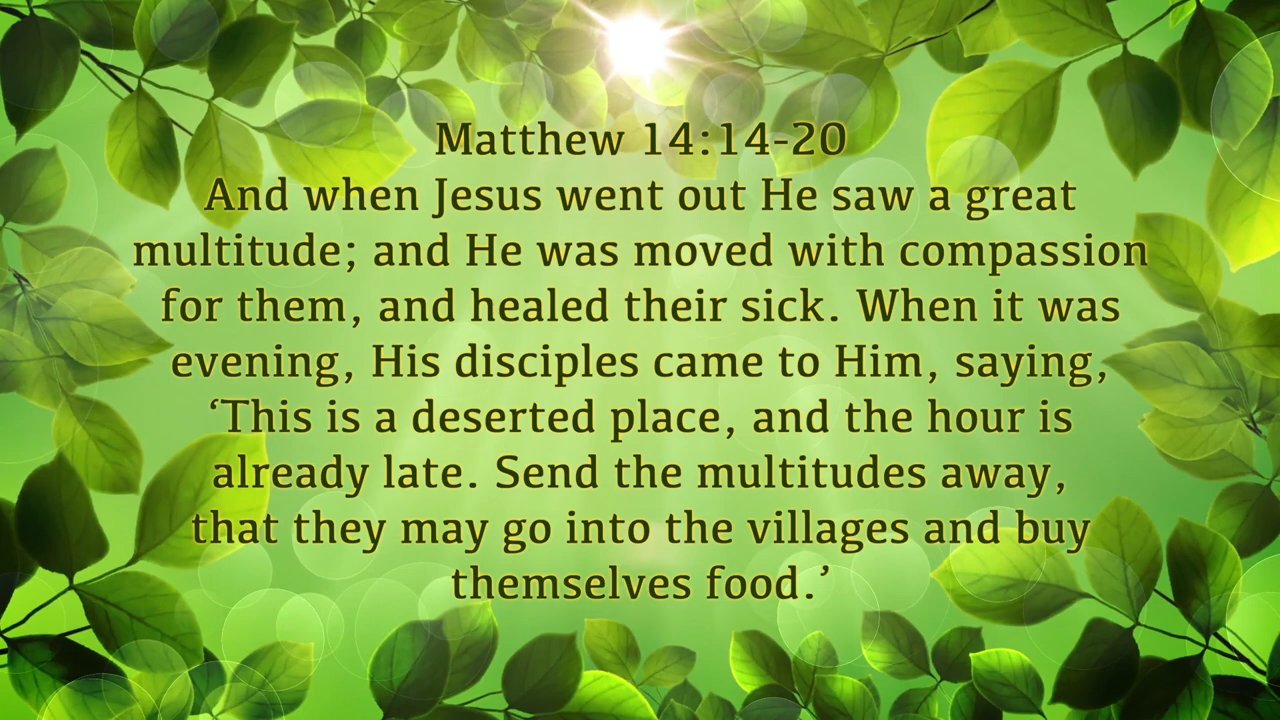 Matthew 14:14-20
And when Jesus went out He saw a great
multitude; and He was moved with compassion
for them, and healed their sick. When it was
evening, His disciples came to Him, saying,
‘This is a deserted place, and the hour is
already late. Send the multitudes away,
that they may go into the villages and buy
themselves food.’